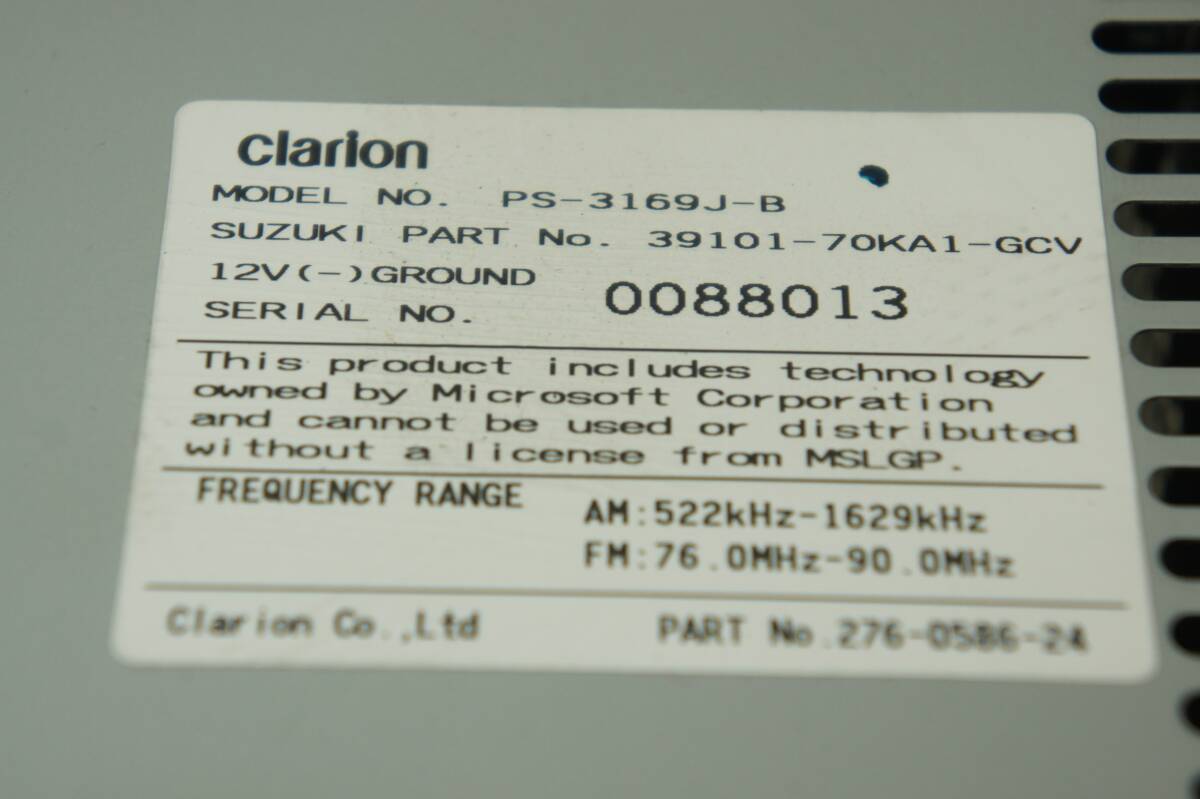 clarion
MODEL NO. PS-3169J-B
SUZUKI PART No. 39101-70KA1-GCV
12V(-)GROUND
SERIAL NO. 0088013
This product includes technology
owned by Microsoft Corporation
and cannot be used or distributed
without a license from MSLGP.
FREQUENCY RANGE AM:522kHz-1629kHz
FM:76.0MHz-90.0MHz
Clarion Co.,Ltd PART No.276-0586-24